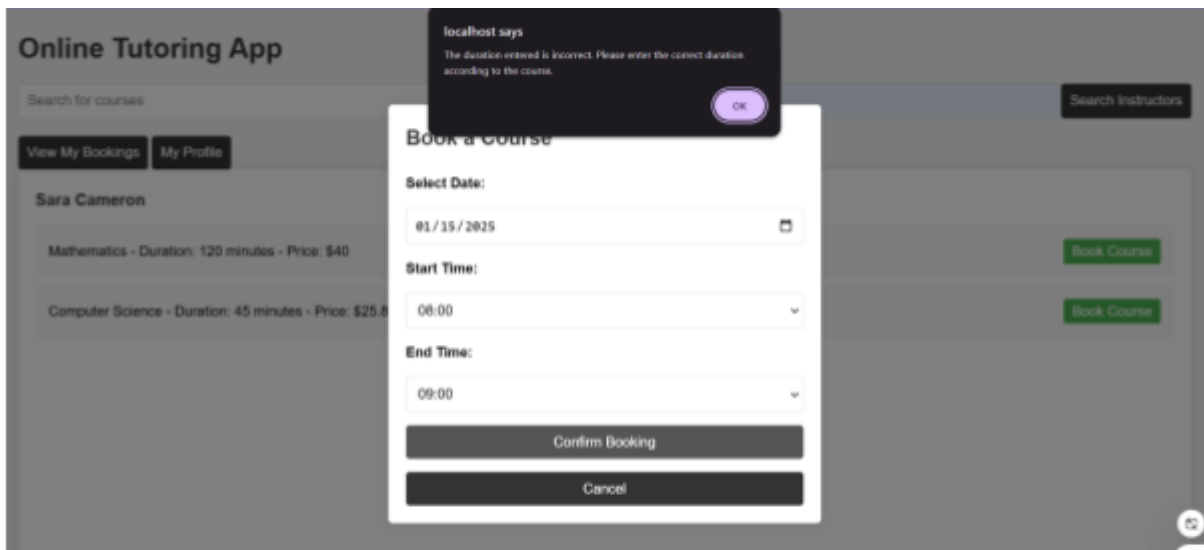 localhost says
The duration entered is incorrect. Please enter the correct duration
according to the course.
OK
Online Tutoring App
Search for courses
Search Instructors
View My Bookings
My Profile
Book a Course
Sara Cameron
Select Date:
01/15/2025
Mathematics - Duration: 120 minutes - Price: $40
Book Course
Start Time:
08:00
Computer Science - Duration: 45 minutes - Price: $25.
Book Course
End Time:
09:00
Confirm Booking
Cancel